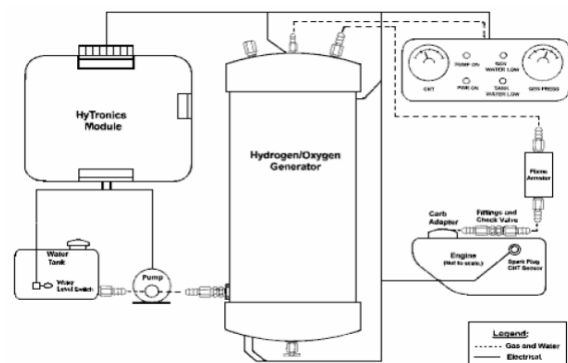 HyTronics
Module
Hydrogen/Oxygen
Generator
PUMP ON
GEN
WATER LOW
PWR ON
TANK
WATER LOW
CHT
GEN PRESS
Flame
Arrestor
Carb
Adapter
Fittings and
Check Valve
Engine
(Not to scale)
Spark Plug
CHT Sensor
Water
Tank
Water
Level Switch
Pump
Legend:
Gas and Water
Electrical